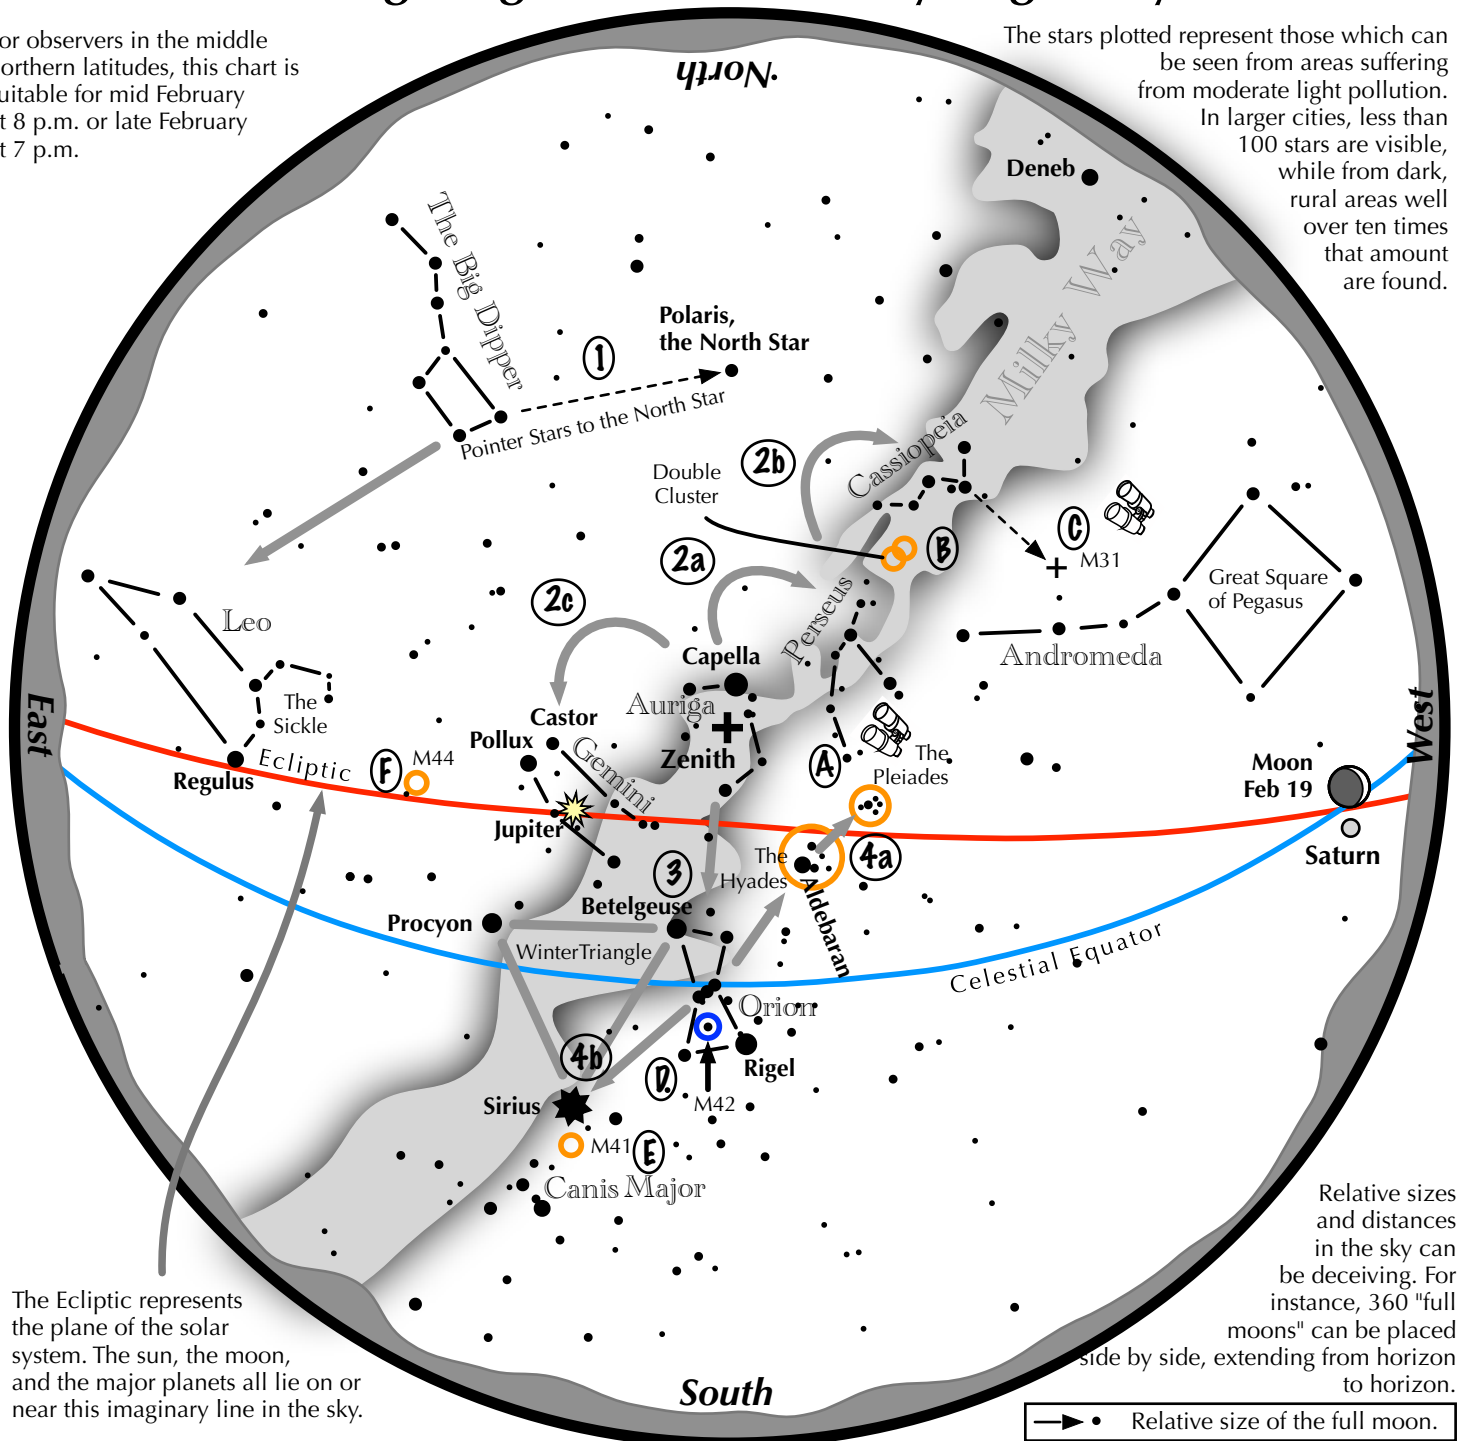 or observers in the middle
orthern latitudes, this chart is
uitable for mid February
t 8 p.m. or late February
t 7 p.m.
The stars plotted represent those which can
be seen from areas suffering
from moderate light pollution.
In larger cities, less than
100 stars are visible,
while from dark,
rural areas well
over ten times
that amount
are found.
North
Deneb
The Big Dipper
Milky Way
Polaris,
the North Star
1
Pointer Stars to the North Star
Cassiopeia
2b
Double
Cluster
C
M31
B
2a
Great Square
of Pegasus
2c
Perseus
Leo
Andromeda
Capella
The
Sickle
Auriga
East
West
Castor
Pollux
Gemini
Zenith
A
The
Pleiades
Regulus
Ecliptic
F
M44
Moon
Feb 19
Jupiter
Saturn
The
Hyades
4a
3
Aldebaran
Betelgeuse
Procyon
Winter Triangle
Celestial Equator
Orion
4b
Rigel
D
M42
Sirius
M41
E
Canis Major
Relative sizes
and distances
in the sky can
be deceiving. For
instance, 360 "full
moons" can be placed
side by side, extending from horizon
to horizon.
The Ecliptic represents
the plane of the solar
system. The sun, the moon,
and the major planets all lie on or
near this imaginary line in the sky.
South
Relative size of the full moon.